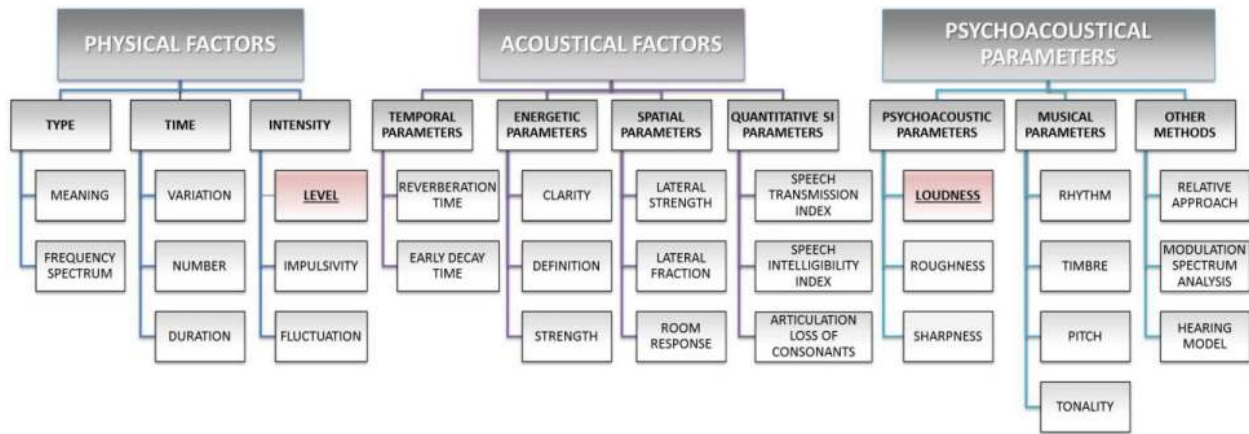 PHYSICAL FACTORS
TYPE
MEANING
FREQUENCY
SPECTRUM
TIME
VARIATION
NUMBER
DURATION
INTENSITY
LEVEL
IMPULSIVITY
FLUCTUATION
ACOUSTICAL FACTORS
TEMPORAL
PARAMETERS
REVERBERATION
TIME
EARLY DECAY
TIME
ENERGETIC
PARAMETERS
CLARITY
DEFINITION
STRENGTH
SPATIAL
PARAMETERS
LATERAL
STRENGTH
LATERAL
FRACTION
ROOM
RESPONSE
QUANTITATIVE SI
PARAMETERS
SPEECH
TRANSMISSION
INDEX
SPEECH
INTELLIGIBILITY
INDEX
ARTICULATION
LOSS OF
CONSONANTS
PSYCHOACOUSTICAL
PARAMETERS
PSYCHOACOUSTIC
PARAMETERS
LOUDNESS
ROUGHNESS
SHARPNESS
MUSICAL
PARAMETERS
RHYTHM
TIMBRE
PITCH
TONALITY
OTHER
METHODS
RELATIVE
APPROACH
MODULATION
SPECTRUM
ANALYSIS
HEARING
MODEL